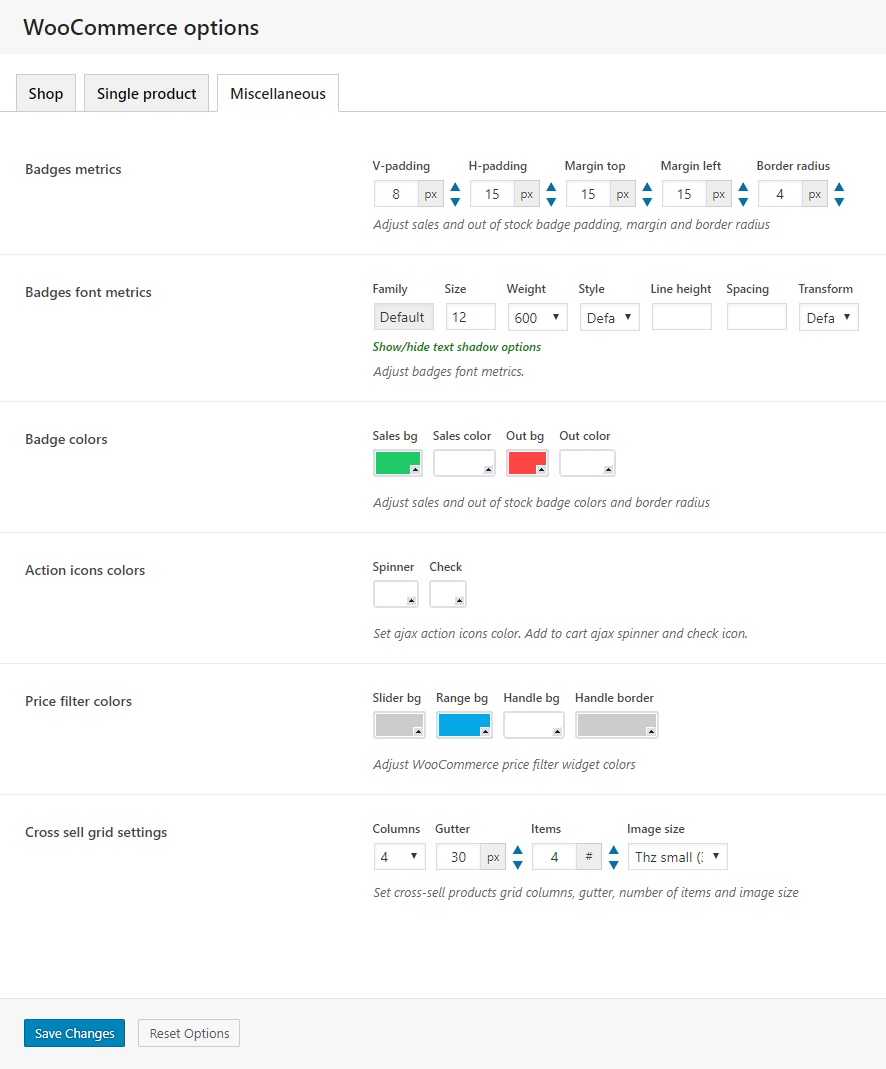 WooCommerce options
Shop Single product Miscellaneous
Badges metrics
V-padding H-padding Margin top Margin left Border radius
8 px 15 px 15 px 15 px 4 px
Adjust sales and out of stock badge padding, margin and border radius
Badges font metrics
Family Size Weight Style Line height Spacing Transform
Default 12 600 Defa Defa
Show/hide text shadow options
Adjust badges font metrics.
Badge colors
Sales bg Sales color Out bg Out color
Adjust sales and out of stock badge colors and border radius
Action icons colors
Spinner Check
Set ajax action icons color. Add to cart ajax spinner and check icon.
Price filter colors
Slider bg Range bg Handle bg Handle border
Adjust WooCommerce price filter widget colors
Cross sell grid settings
Columns Gutter Items Image size
4 30 px 4 # Thz small (
Set cross-sell products grid columns, gutter, number of items and image size
Save Changes Reset Options